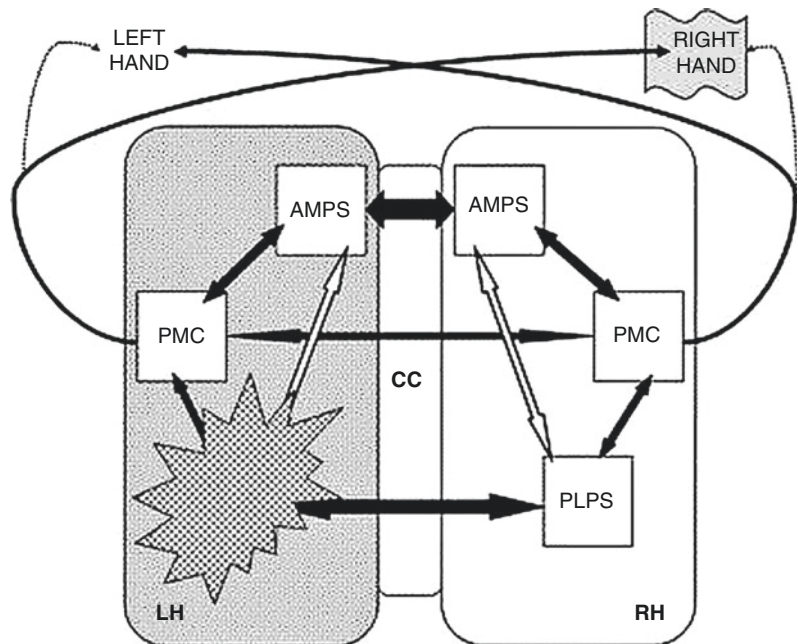 LEFT
HAND
RIGHT
HAND
AMPS
AMPS
PMC
PMC
CC
PLPS
LH
RH